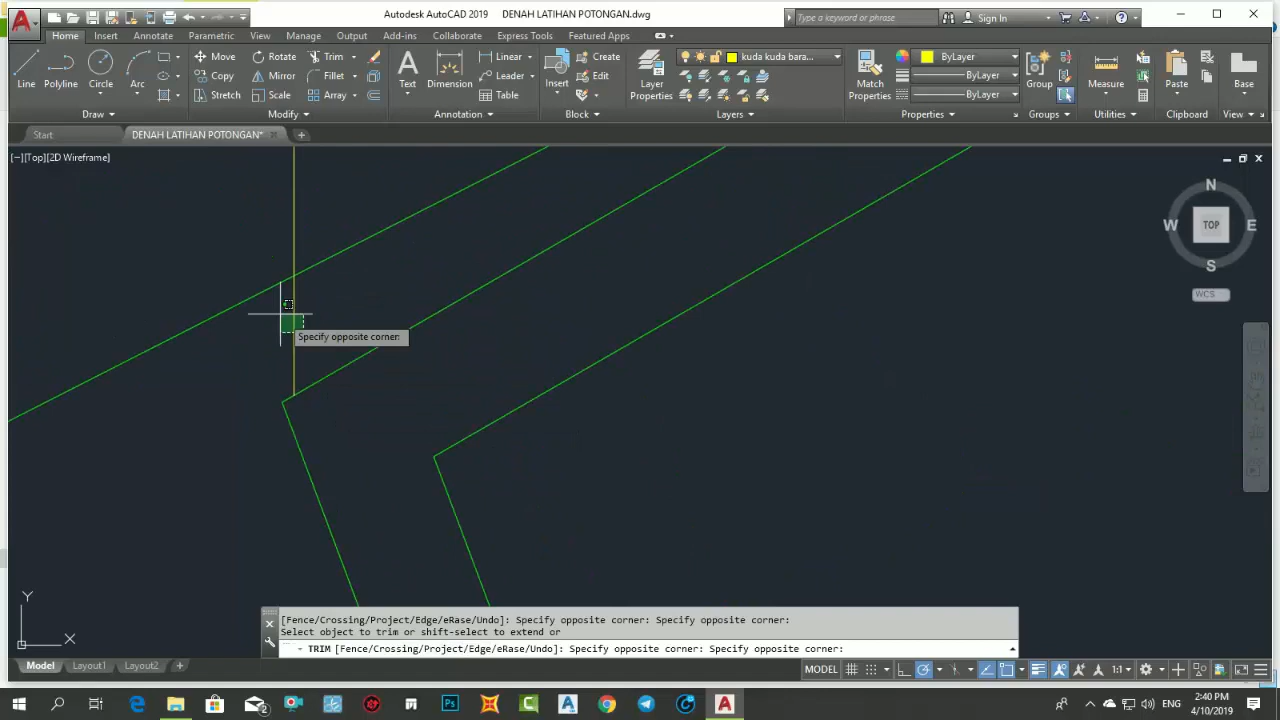 Autodesk AutoCAD 2019 DENAH LATIHAN POTONGAN.dwg
Type a keyword or phrase
Sign In
Home Insert Annotate Parametric View Manage Output Add-ins Collaborate Express Tools Featured Apps
Line Polyline Circle Arc
Move Rotate Trim
Copy Mirror Fillet
Stretch Scale Array
Text Dimension
Linear
Leader
Table
Insert
Create
Edit
Layer Properties
kuda kuda bara...
Match Properties
ByLayer
ByLayer
ByLayer
Group
Measure
Paste
Base
Draw Modify Annotation Block Layers Properties Groups Utilities Clipboard View
Start DENAH LATIHAN POTONGAN*
[−][Top][2D Wireframe]
N
W TOP E
S
WCS
Specify opposite corner:
Y
X
[Fence/Crossing/Project/Edge/eRase/Undo]: Specify opposite corner: Specify opposite corner:
Select object to trim or shift-select to extend or
TRIM [Fence/Crossing/Project/Edge/eRase/Undo]: Specify opposite corner: Specify opposite corner:
Model Layout1 Layout2 +
MODEL 1:1
2
Ps
2:40 PM
ENG
4/10/2019